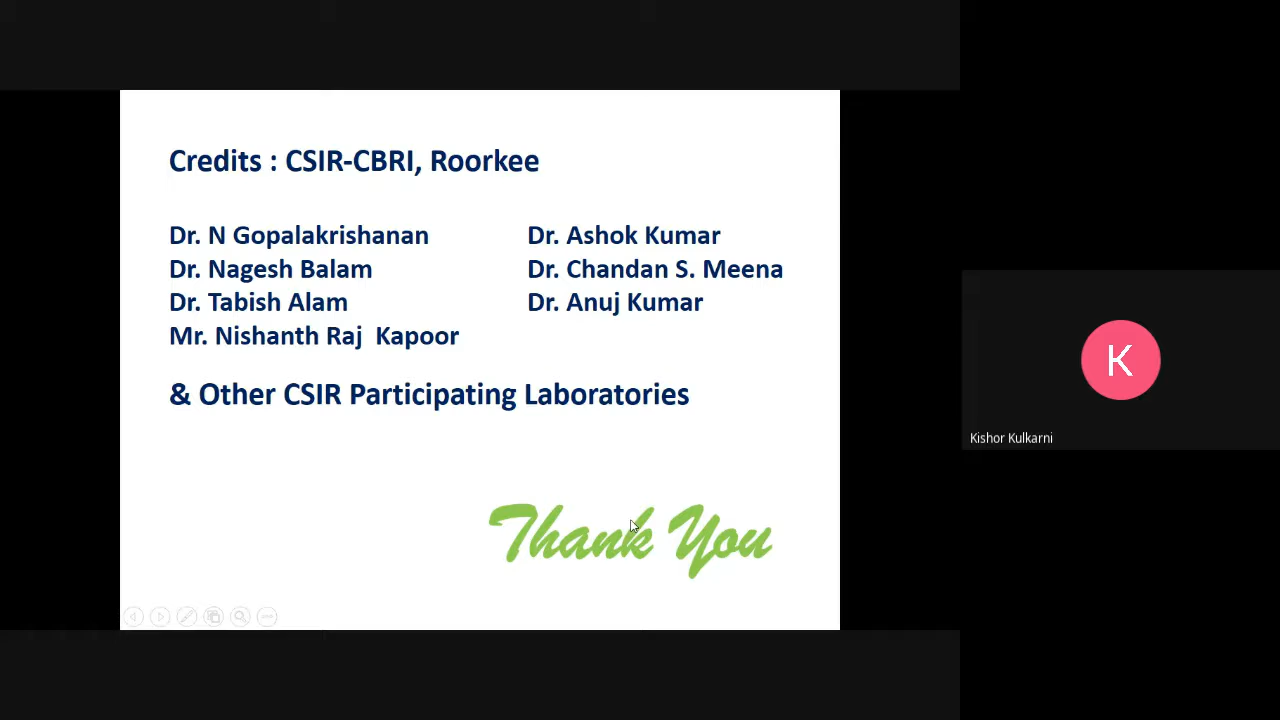 Credits : CSIR-CBRI, Roorkee
Dr. N Gopalakrishanan
Dr. Ashok Kumar
Dr. Nagesh Balam
Dr. Chandan S. Meena
Dr. Tabish Alam
Dr. Anuj Kumar
Mr. Nishanth Raj Kapoor
& Other CSIR Participating Laboratories
Thank You
K
Kishor Kulkarni